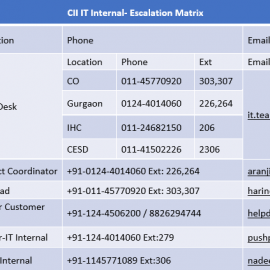 CII IT Internal- Escalation Matrix
tion Phone Email
Location Phone Ext Email
CO 011-45770920 303,307
Desk Gurgaon 0124-4014060 226,264 it.tea
IHC 011-24682150 206
CESD 011-41502226 2306
ct Coordinator +91-0124-4014060 Ext: 226,264 aranji
ad +91-011-45770920 Ext: 303,307 harin
r Customer +91-124-4506200 / 8826294744 helpd
r-IT Internal +91-124-4014060 Ext:279 pushp
Internal +91-1145771089 Ext:306 nade